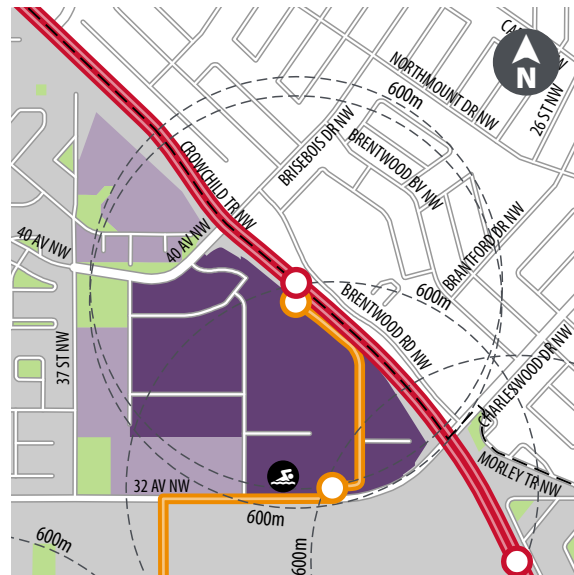 N
600m
NORTHMOUNT DR NW
26 ST NW
BRISEBOIS DR NW
BRENTWOOD BV NW
CROWCHILD TR NW
BRANTFORD DR NW
40 AV NW
40 AV NW
600m
BRENTWOOD RD NW
37 ST NW
CHARLESWOOD DR NW
MORLEY TR NW
32 AV NW
600m
600m
600m